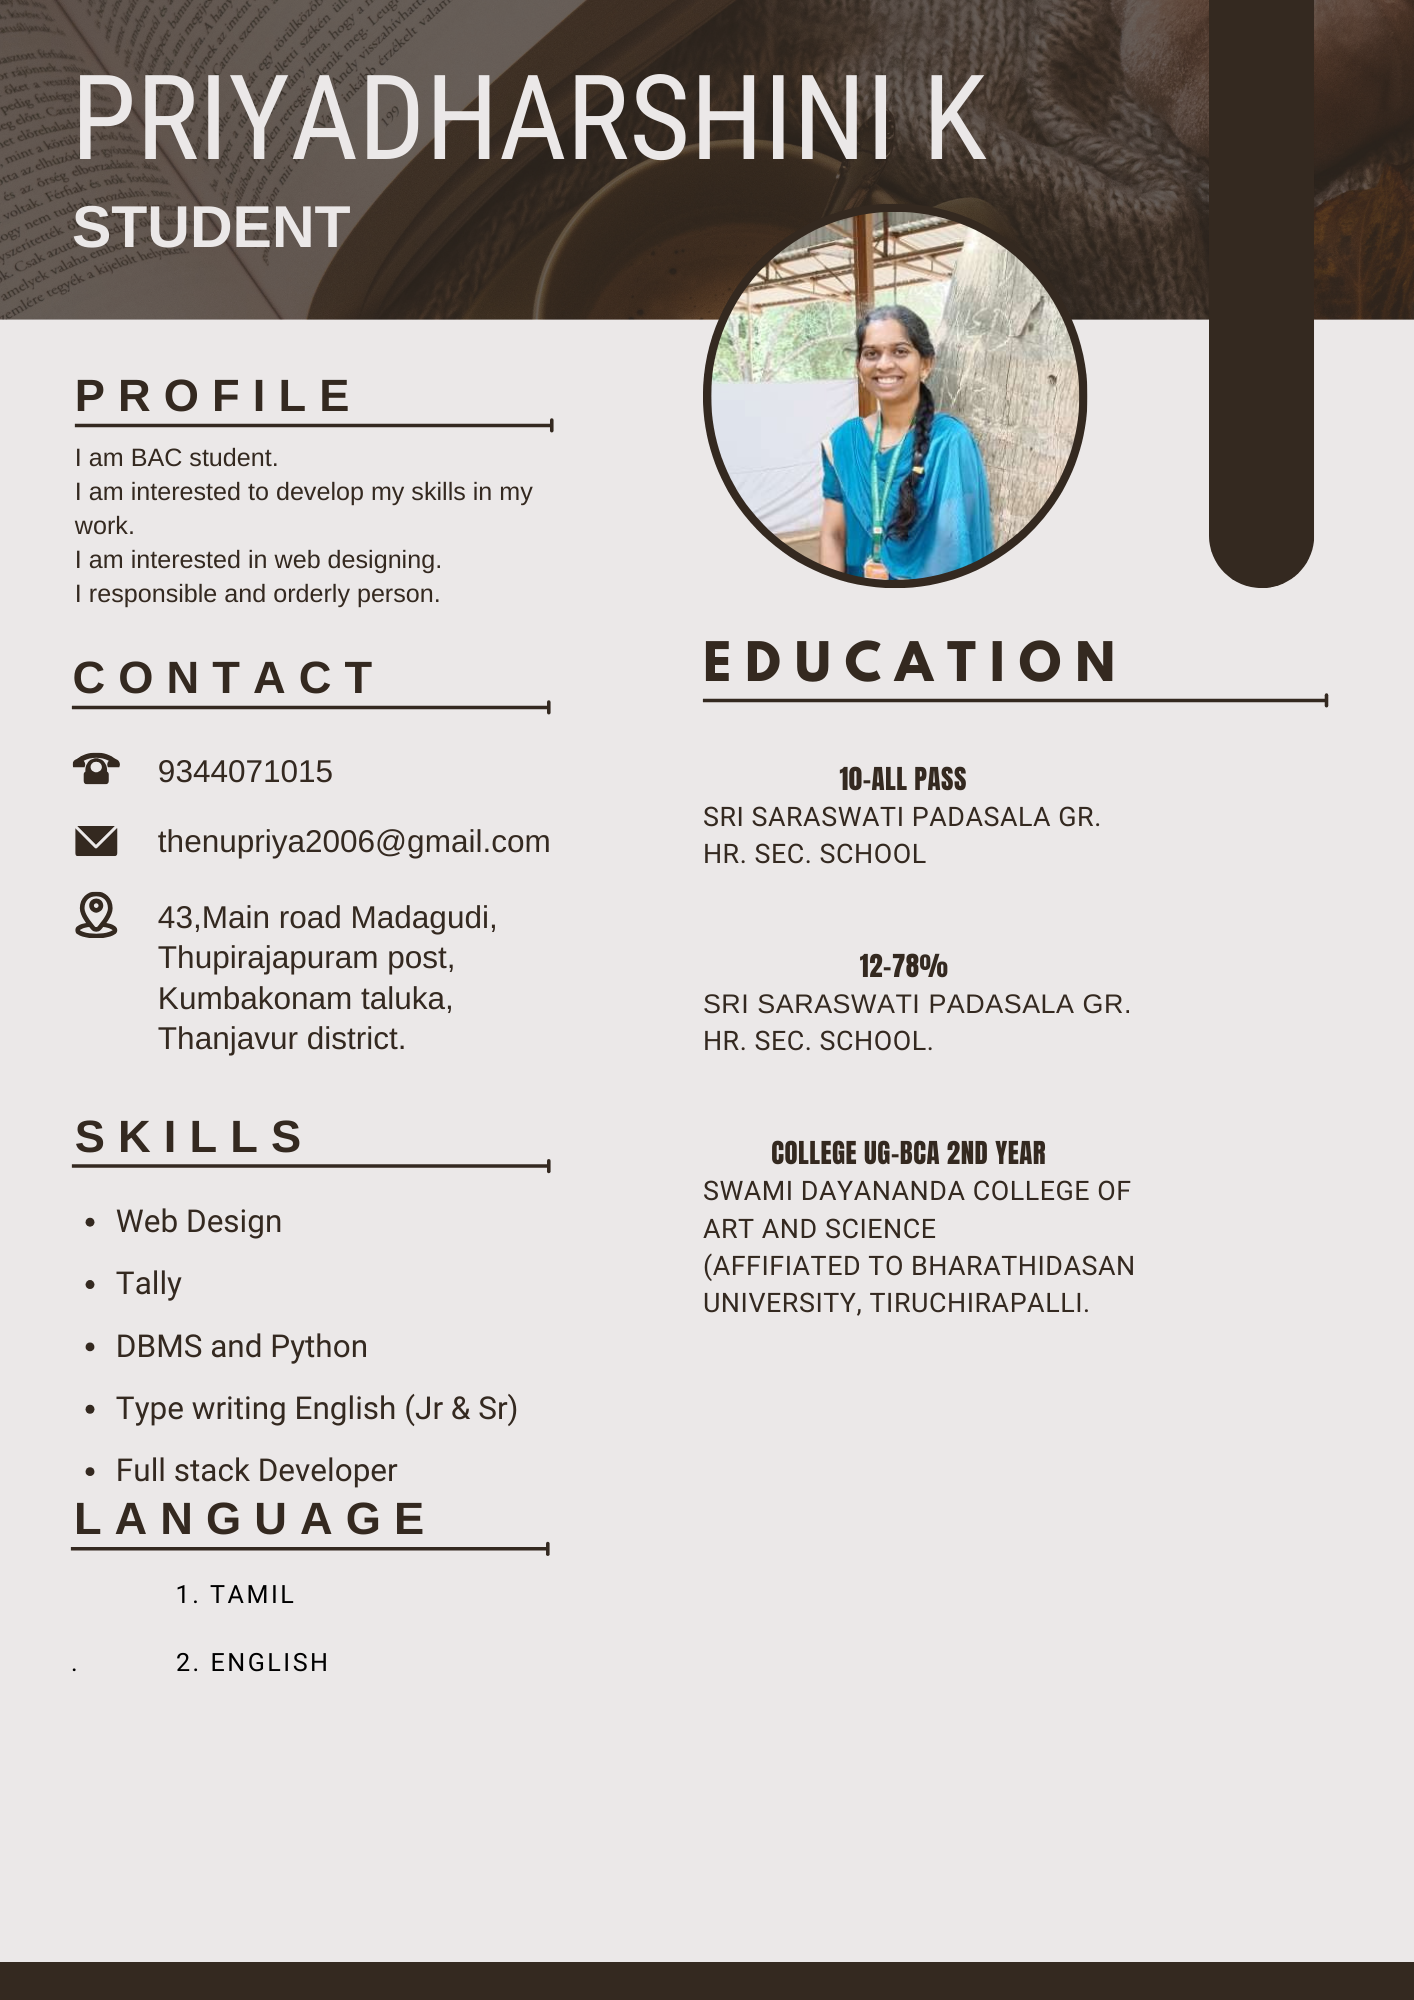 PRIYADHARSHINI K
STUDENT
PROFILE
I am BAC student.
I am interested to develop my skills in my
work.
I am interested in web designing.
I responsible and orderly person.
CONTACT
9344071015
thenupriya2006@gmail.com
43,Main road Madagudi,
Thupirajapuram post,
Kumbakonam taluka,
Thanjavur district.
SKILLS
• Web Design
• Tally
• DBMS and Python
• Type writing English (Jr & Sr)
• Full stack Developer
LANGUAGE
1. TAMIL
. 2. ENGLISH
EDUCATION
10-ALL PASS
SRI SARASWATI PADASALA GR.
HR. SEC. SCHOOL
12-78%
SRI SARASWATI PADASALA GR.
HR. SEC. SCHOOL.
COLLEGE UG-BCA 2ND YEAR
SWAMI DAYANANDA COLLEGE OF
ART AND SCIENCE
(AFFIFIATED TO BHARATHIDASAN
UNIVERSITY, TIRUCHIRAPALLI.